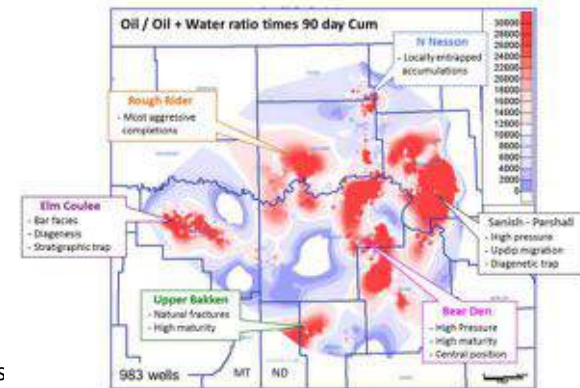 Oil / Oil + Water ratio times 90 day Cum
N Nesson
- Locally entrapped
accumulations
Rough Rider
- Most aggressive
completions
30000
28000
26000
24000
22000
20000
18000
16000
14000
12000
10000
8000
6000
4000
2000
0
Elm Coulee
- Bar facies
- Diagenesis
- Stratigraphic trap
Sanish - Parshall
- High pressure
- Updip migration
- Diagenetic trap
Upper Bakken
- Natural fractures
- High maturity
Bear Den
- High Pressure
- High maturity
- Central position
s
983 wells
MT
ND